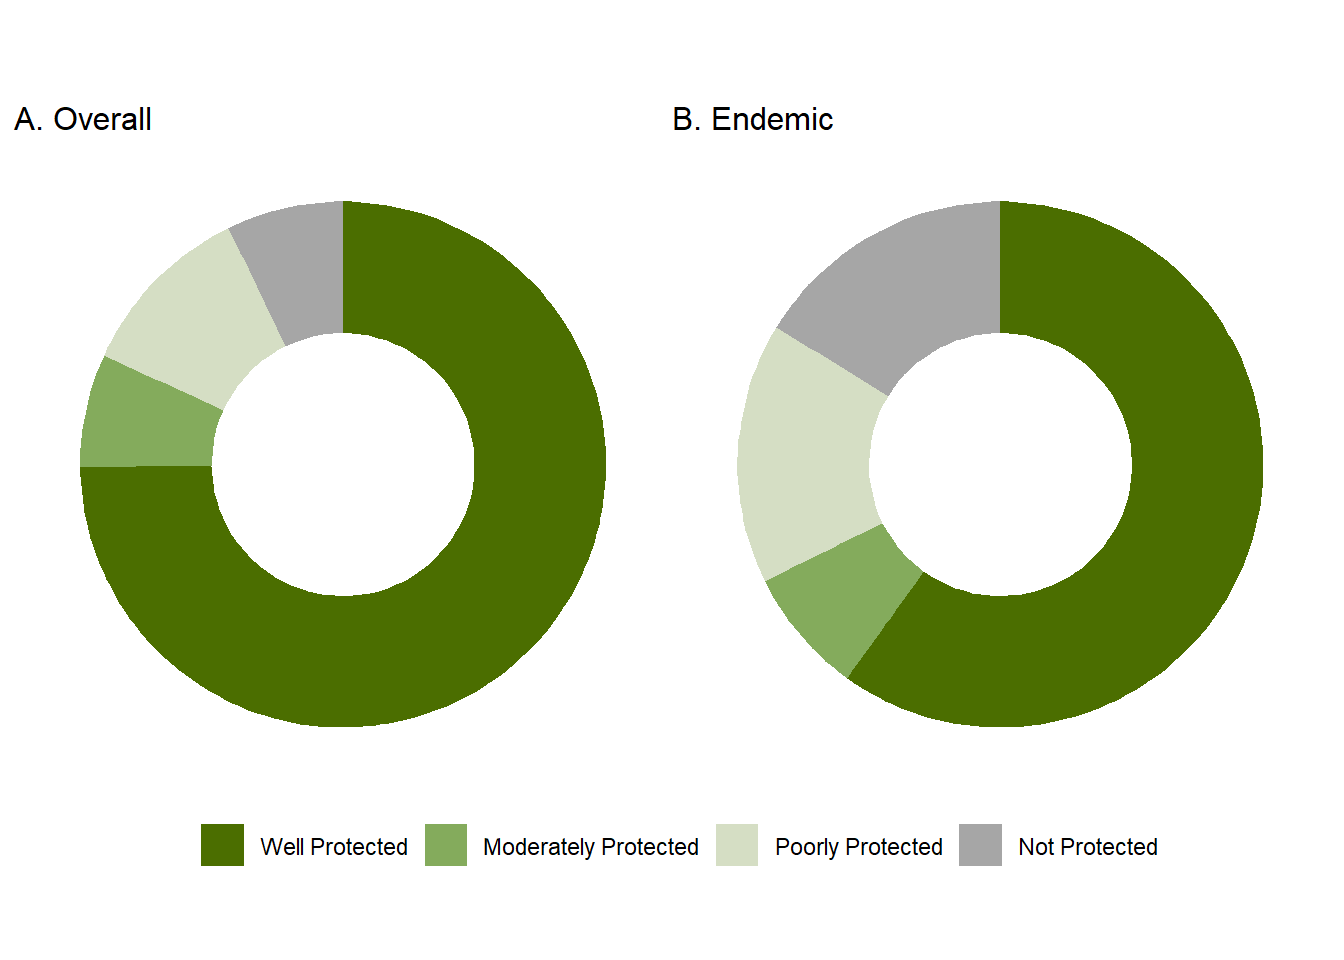 A. Overall
B. Endemic
Well Protected
Moderately Protected
Poorly Protected
Not Protected